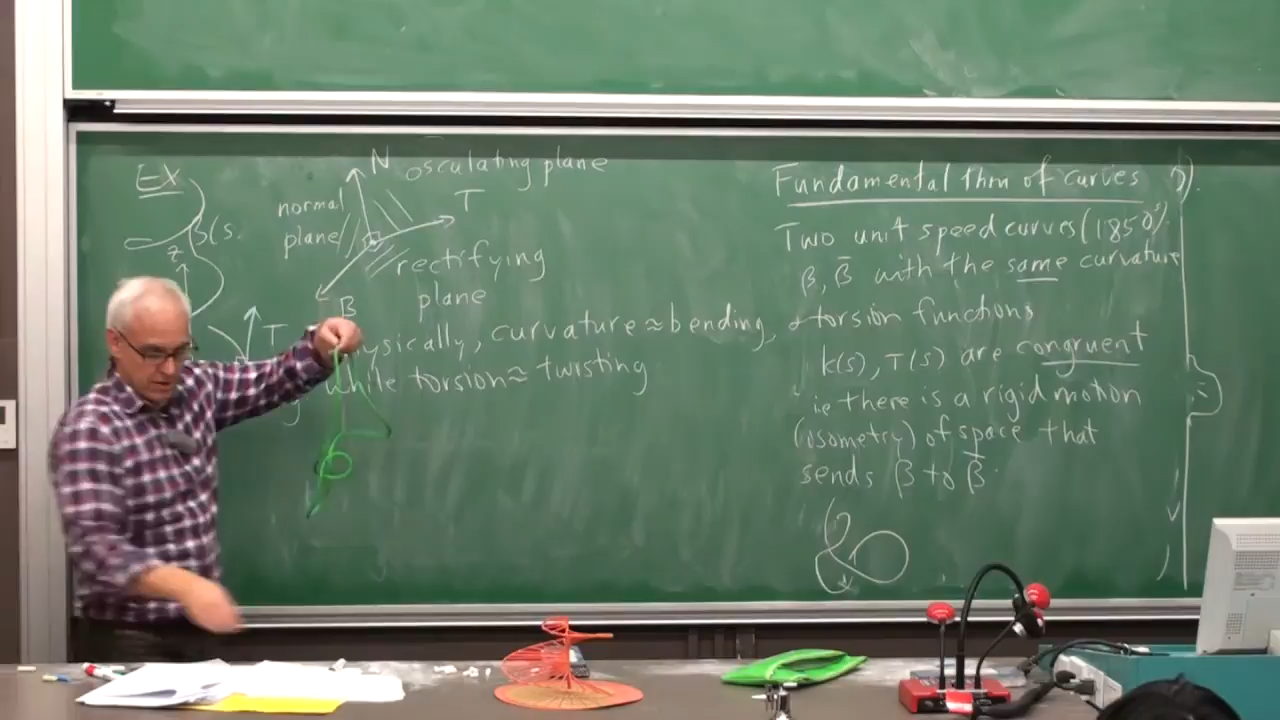 EX
β(s
z
T
y
N osculating plane
T
normal
plane
rectifying
plane
B
ysically, curvature ≈ bending,
while torsion ≈ twisting
Fundamental thm of curves
Two unit speed curves (1850's)
β, β̄ with the same curvature
& torsion functions
k(s), τ(s) are congruent
ie there is a rigid motion
(isometry) of space that
sends β to β̄.